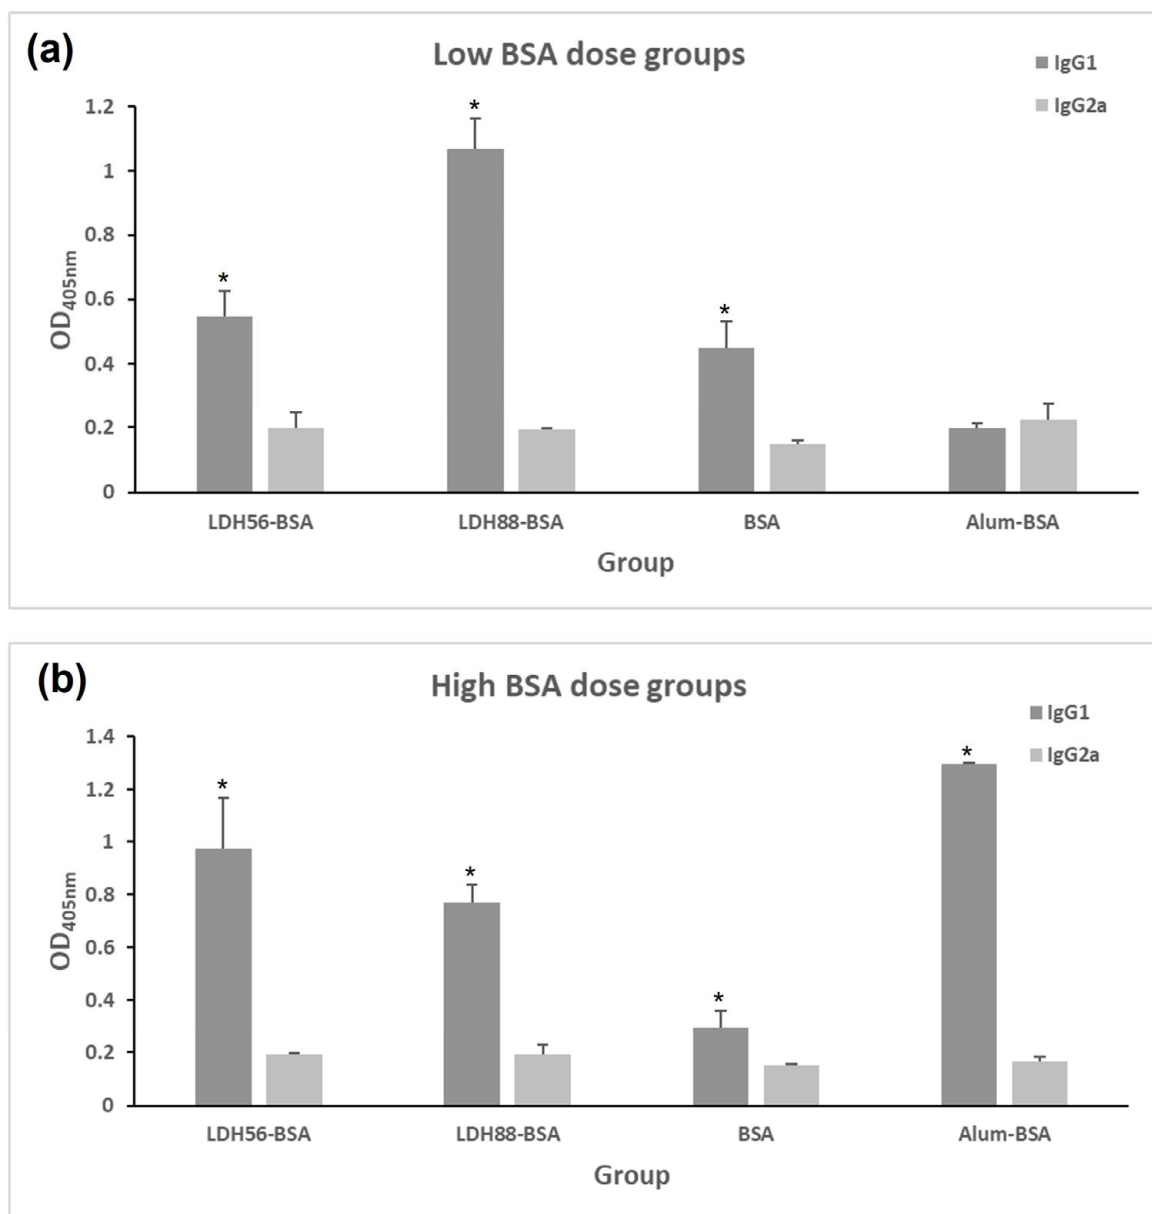 (a)
Low BSA dose groups
IgG1
IgG2a
1.2
1
0.8
0.6
0.4
0.2
0
OD405nm
*
*
*
LDH56-BSA
LDH88-BSA
BSA
Alum-BSA
Group
(b)
High BSA dose groups
IgG1
IgG2a
1.4
1.2
1
0.8
0.6
0.4
0.2
0
OD405nm
*
*
*
*
LDH56-BSA
LDH88-BSA
BSA
Alum-BSA
Group